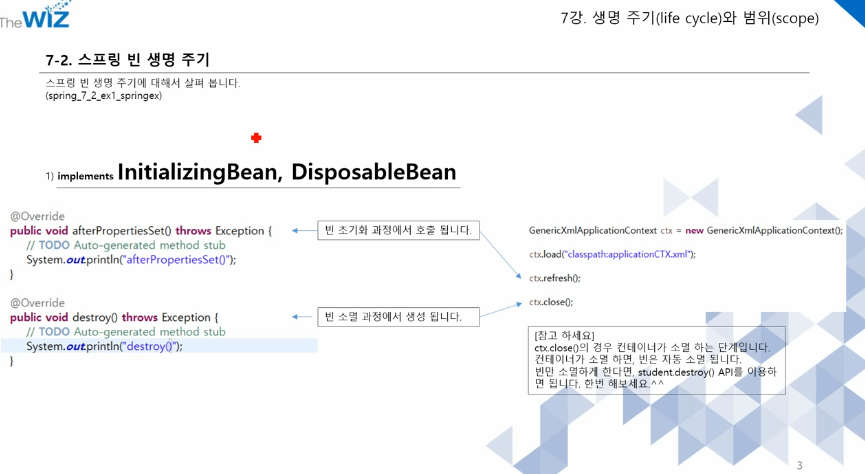 The WIZ
7강. 생명 주기(life cycle)와 범위(scope)
7-2. 스프링 빈 생명 주기
스프링 빈 생명 주기에 대해서 살펴 봅니다.
(spring_7_2_ex1_springex)
1) implements InitializingBean, DisposableBean
@Override
public void afterPropertiesSet() throws Exception {
// TODO Auto-generated method stub
System.out.println("afterPropertiesSet()");
}
@Override
public void destroy() throws Exception {
// TODO Auto-generated method stub
System.out.println("destroy()");
}
빈 초기화 과정에서 호출 됩니다.
빈 소멸 과정에서 생성 됩니다.
GenericXmlApplicationContext ctx = new GenericXmlApplicationContext();
ctx.load("classpath:applicationCTX.xml");
ctx.refresh();
ctx.close();
[참고 하세요]
ctx.close()의 경우 컨테이너가 소멸 하는 단계입니다.
컨테이너가 소멸 하면, 빈은 자동 소멸 됩니다.
빈만 소멸하게 한다면, student.destroy() API를 이용하
면 됩니다. 한번 해보세요.^^
3